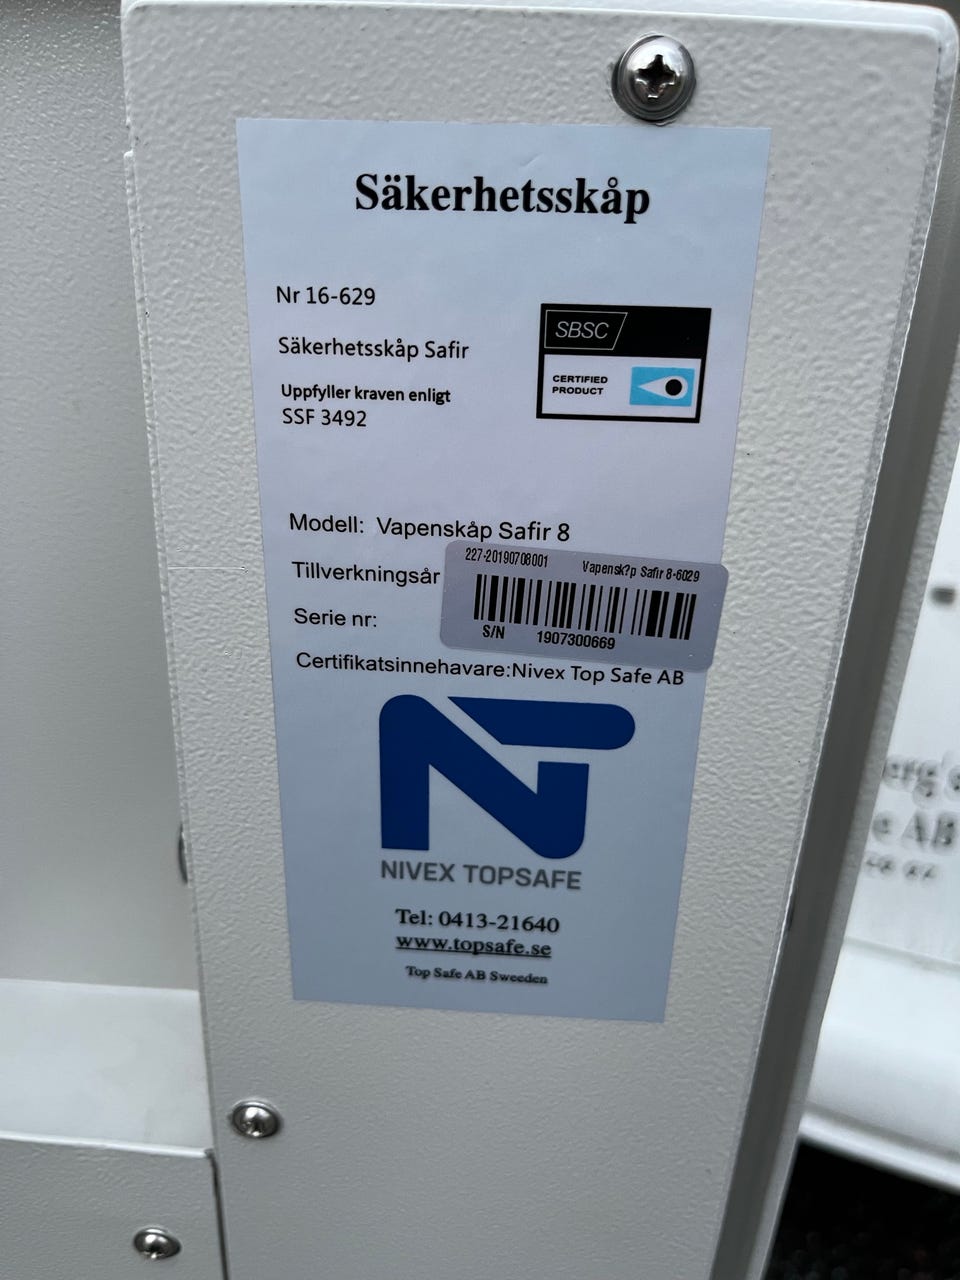 Säkerhetsskåp
Nr 16-629
Säkerhetsskåp Safir
Uppfyller kraven enligt
SSF 3492
SBSC
CERTIFIED
PRODUCT
Modell: Vapenskåp Safir 8
Tillverkningsår
227-20190708001 Vapensk?p Safir 8-6029
S/N 1907300669
Serie nr:
Certifikatsinnehavare:Nivex Top Safe AB
NIVEX TOPSAFE
Tel: 0413-21640
www.topsafe.se
Top Safe AB Sweeden
AB